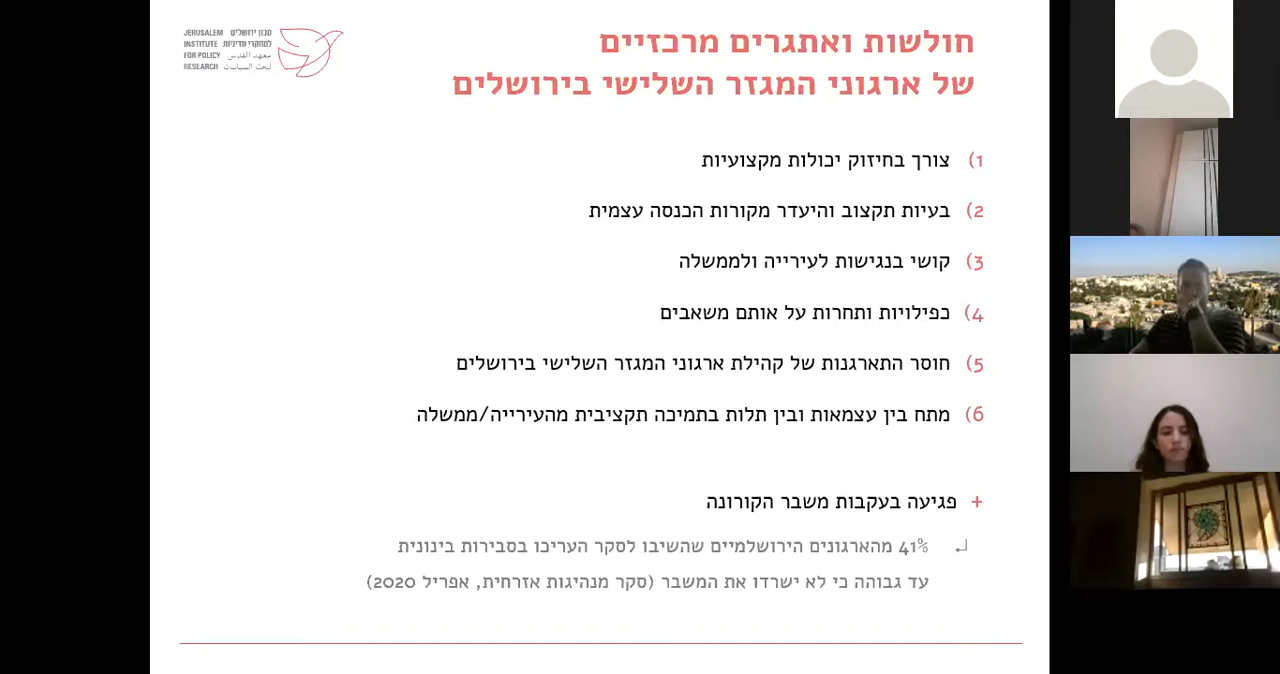 חולשות ואתגרים מרכזיים
של ארגוני המגזר השלישי בירושלים
JERUSALEM מכון ירושלים
INSTITUTE למחקרי מדיניות
FOR POLICY معهد القدس
RESEARCH لبحث السياسات
1) צורך בחיזוק יכולות מקצועיות
2) בעיות תקצוב והיעדר מקורות הכנסה עצמית
3) קושי בנגישות לעירייה ולממשלה
4) כפילויות ותחרות על אותם משאבים
5) חוסר התארגנות של קהילת ארגוני המגזר השלישי בירושלים
6) מתח בין עצמאות ובין תלות בתמיכה תקציבית מהעירייה/ממשלה
+ פגיעה בעקבות משבר הקורונה
41% מהארגונים הירושלמיים שהשיבו לסקר העריכו בסבירות בינונית
עד גבוהה כי לא ישרדו את המשבר (סקר מנהיגות אזרחית, אפריל 2020)